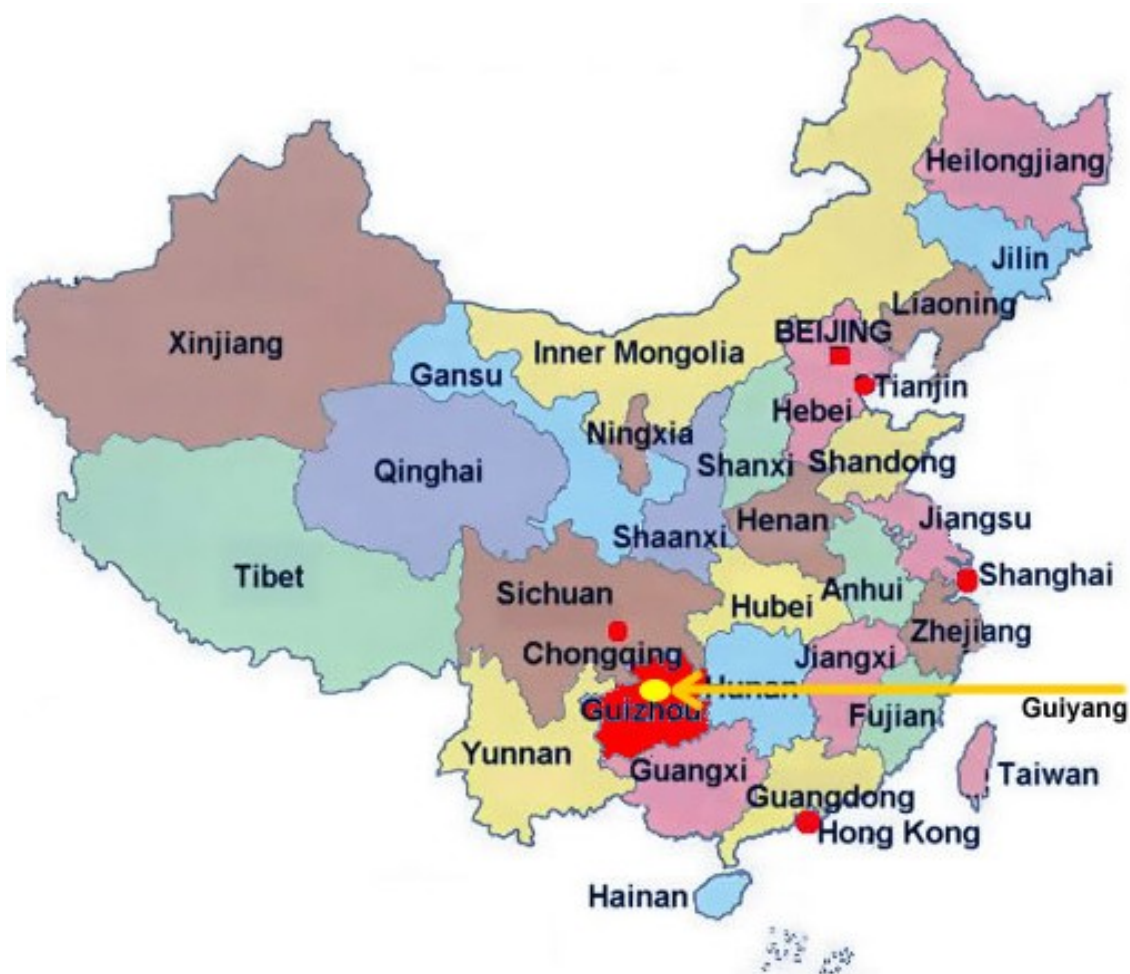 Heilongjiang
Jilin
Liaoning
BEIJING
Xinjiang
Inner Mongolia
Gansu
Tianjin
Hebei
Ningxia
Shanxi
Shandong
Qinghai
Henan
Jiangsu
Shaanxi
Tibet
Shanghai
Anhui
Sichuan
Hubei
Zhejiang
Chongqing
Jiangxi
Hunan
Guizhou
Fujian
Guiyang
Yunnan
Guangxi
Taiwan
Guangdong
Hong Kong
Hainan